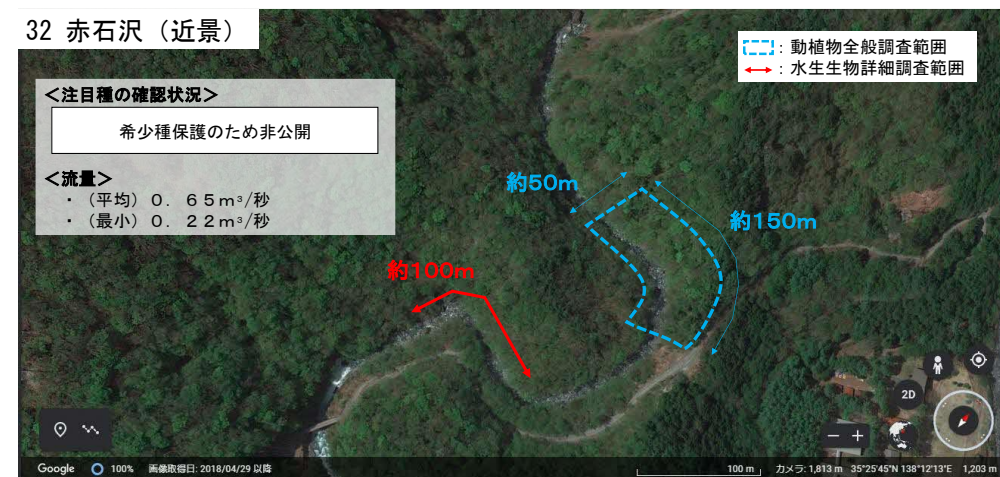 32 赤石沢（近景）
：動植物全般調査範囲
：水生生物詳細調査範囲
＜注目種の確認状況＞
希少種保護のため非公開
＜流量＞
・（平均）０．６５ｍ³/秒
・（最小）０．２２ｍ³/秒
約50m
約150m
約100m
2D
Google 100% 画像取得日: 2018/04/29 以降
100 m カメラ: 1,813 m 35°25'45"N 138°12'13"E 1,203 m